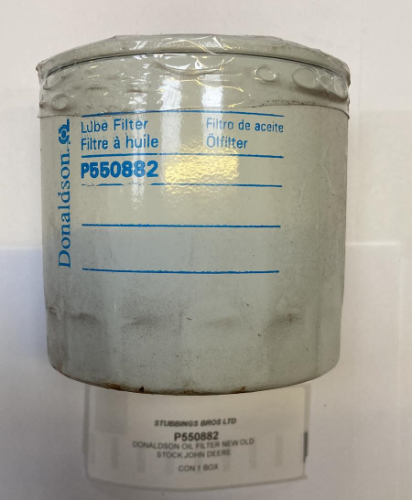 Donaldson.
Lube Filter
Filtre à huile
Filtro de aceite
Ölfilter
P550882
STUBBINGS BROS LTD
P550882
DONALDSON OIL FILTER NEW OLD
STOCK JOHN DEERE
CON 1 BOA